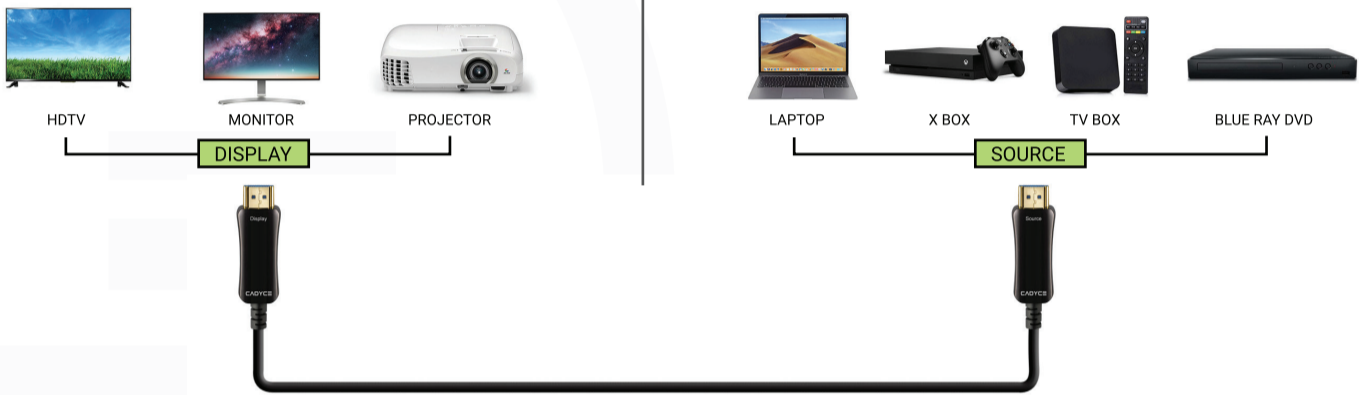 HDTV
MONITOR
PROJECTOR
DISPLAY
LAPTOP
X BOX
TV BOX
BLUE RAY DVD
SOURCE
Display
CADYCE
Source
CADYCE